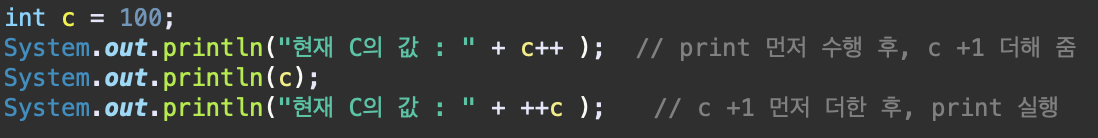 int c = 100;
System.out.println("현재 C의 값 : " + c++ );  // print 먼저 수행 후, c +1 더해 줌
System.out.println(c);
System.out.println("현재 C의 값 : " + ++c );   // c +1 먼저 더한 후, print 실행